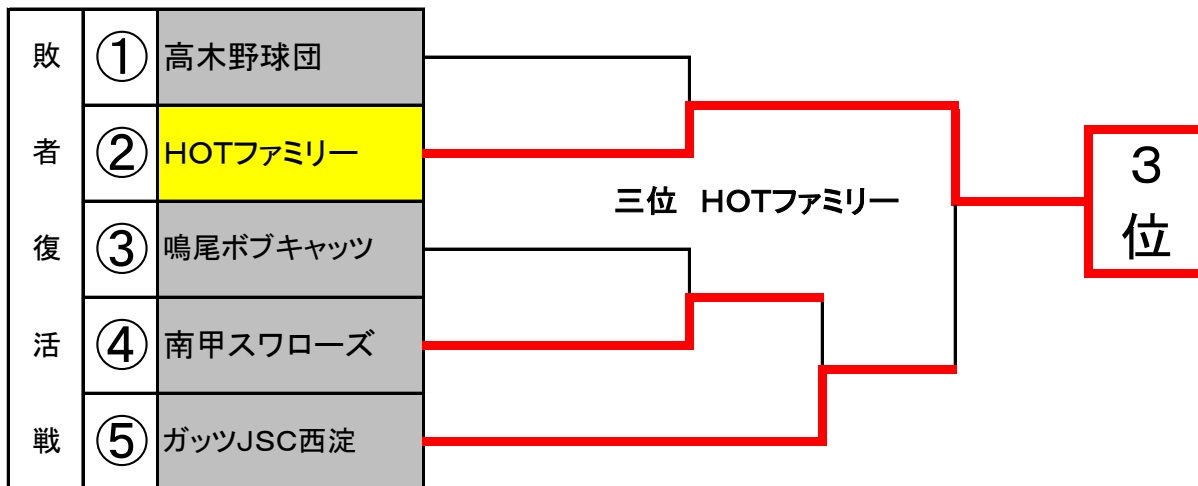 敗者復活戦
① 高木野球団
② HOTファミリー
③ 鳴尾ボブキャッツ
④ 南甲スワローズ
⑤ ガッツJSC西淀
三位 HOTファミリー
3位